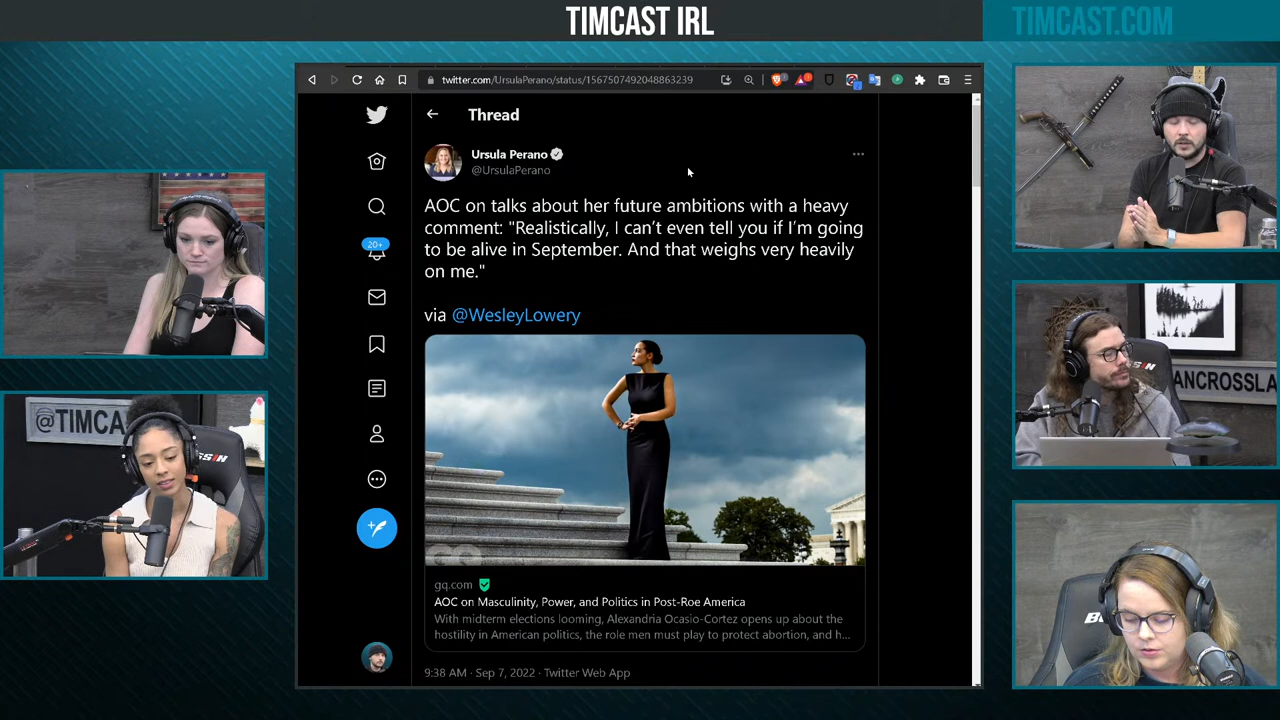 TIMCAST IRL
TIMCAST.COM
twitter.com/UrsulaPerano/status/1567507492048863239
Thread
Ursula Perano
@UrsulaPerano
AOC on talks about her future ambitions with a heavy
comment: "Realistically, I can't even tell you if I'm going
to be alive in September. And that weighs very heavily
on me."
via @WesleyLowery
20+
GQ
gq.com
AOC on Masculinity, Power, and Politics in Post-Roe America
With midterm elections looming, Alexandria Ocasio-Cortez opens up about the
hostility in American politics, the role men must play to protect abortion, and h...
9:38 AM · Sep 7, 2022 · Twitter Web App
@TIMCA
ANCROSSLA